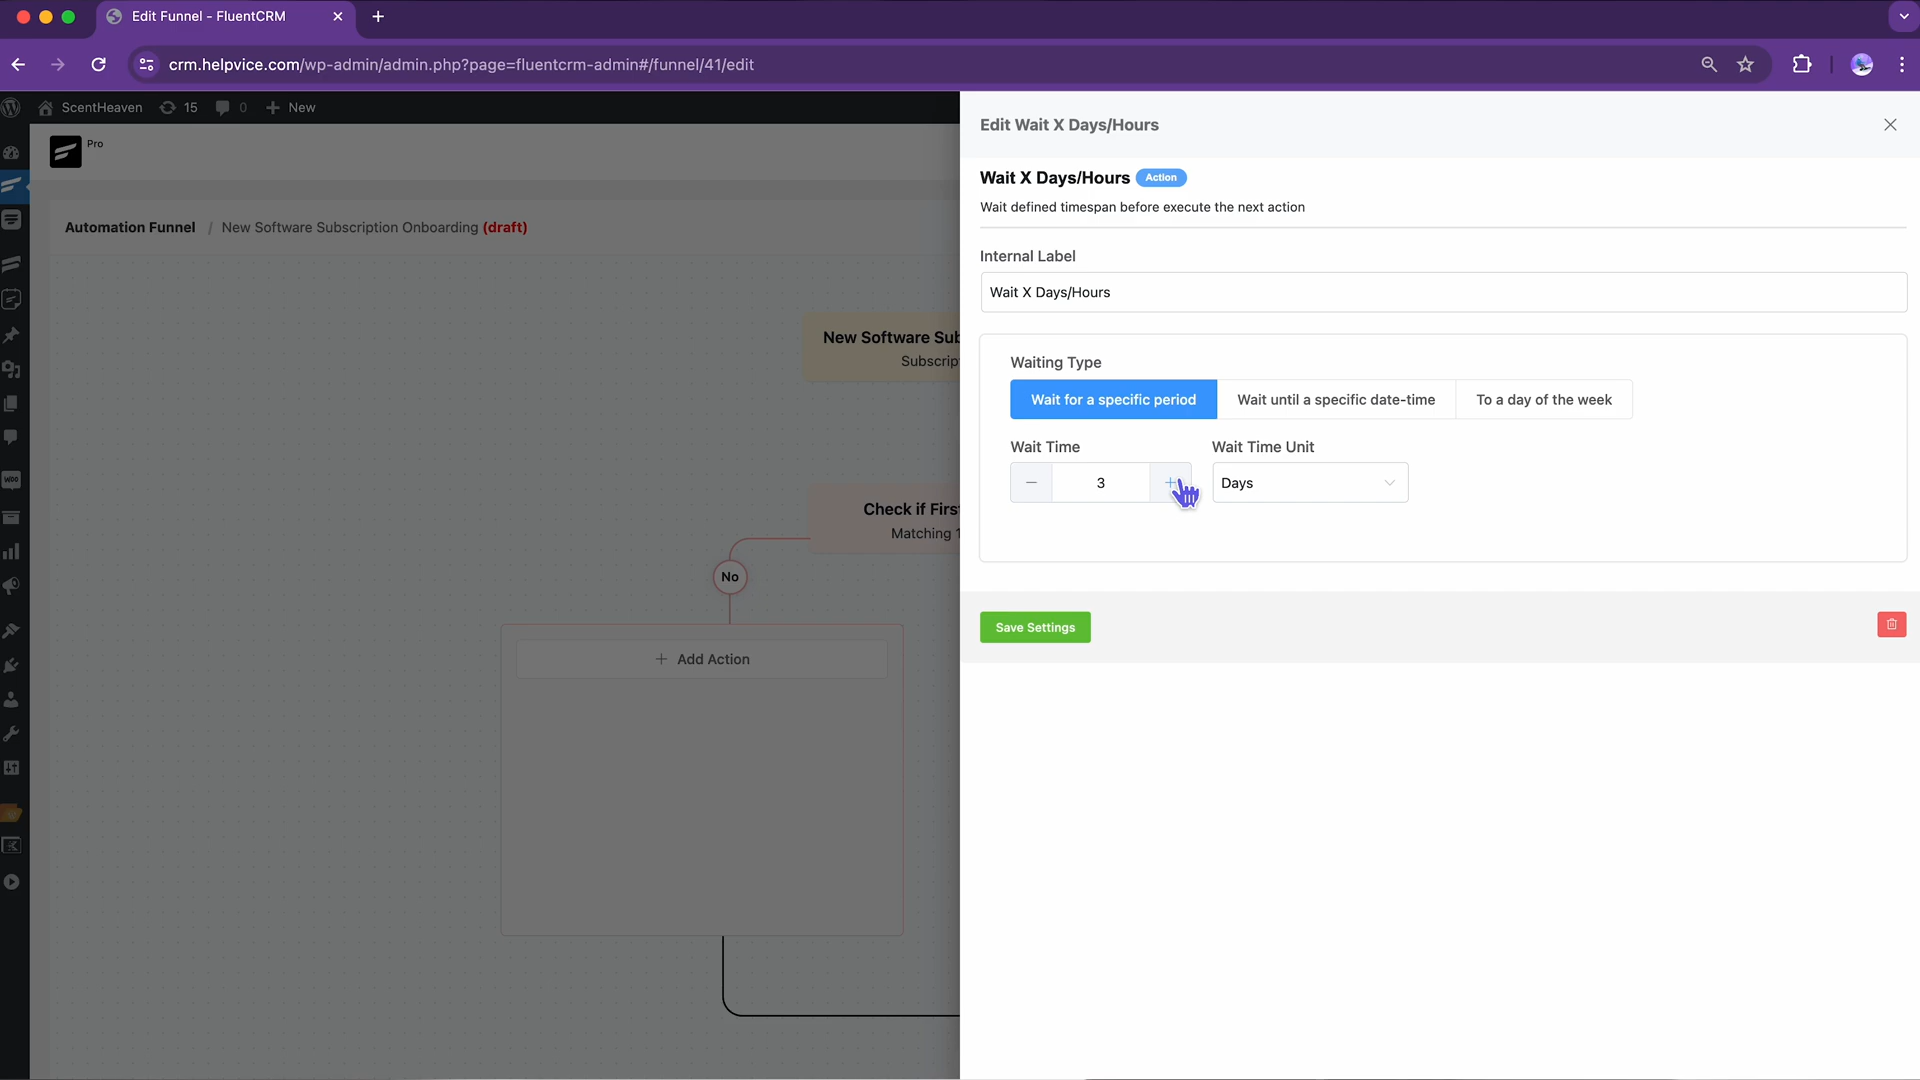 Edit Funnel - FluentCRM
crm.helpvice.com/wp-admin/admin.php?page=fluentcrm-admin#/funnel/41/edit
ScentHeaven 15 0 New
Pro
Automation Funnel / New Software Subscription Onboarding (draft)
New Software Sub
Subscrip
Check if Firs
Matching 1
No
Add Action
Edit Wait X Days/Hours
Wait X Days/Hours Action
Wait defined timespan before execute the next action
Internal Label
Wait X Days/Hours
Waiting Type
Wait for a specific period Wait until a specific date-time To a day of the week
Wait Time Wait Time Unit
3 Days
Save Settings